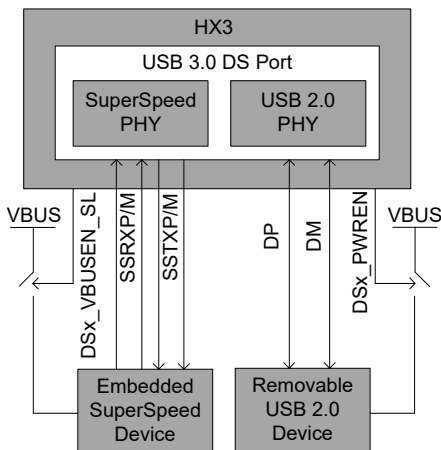 HX3
USB 3.0 DS Port
SuperSpeed
PHY
USB 2.0
PHY
VBUS
DSx_VBUSEN_SL
SSRXP/M
SSTXP/M
DP
DM
DSx_PWREN
VBUS
Embedded
SuperSpeed
Device
Removable
USB 2.0
Device